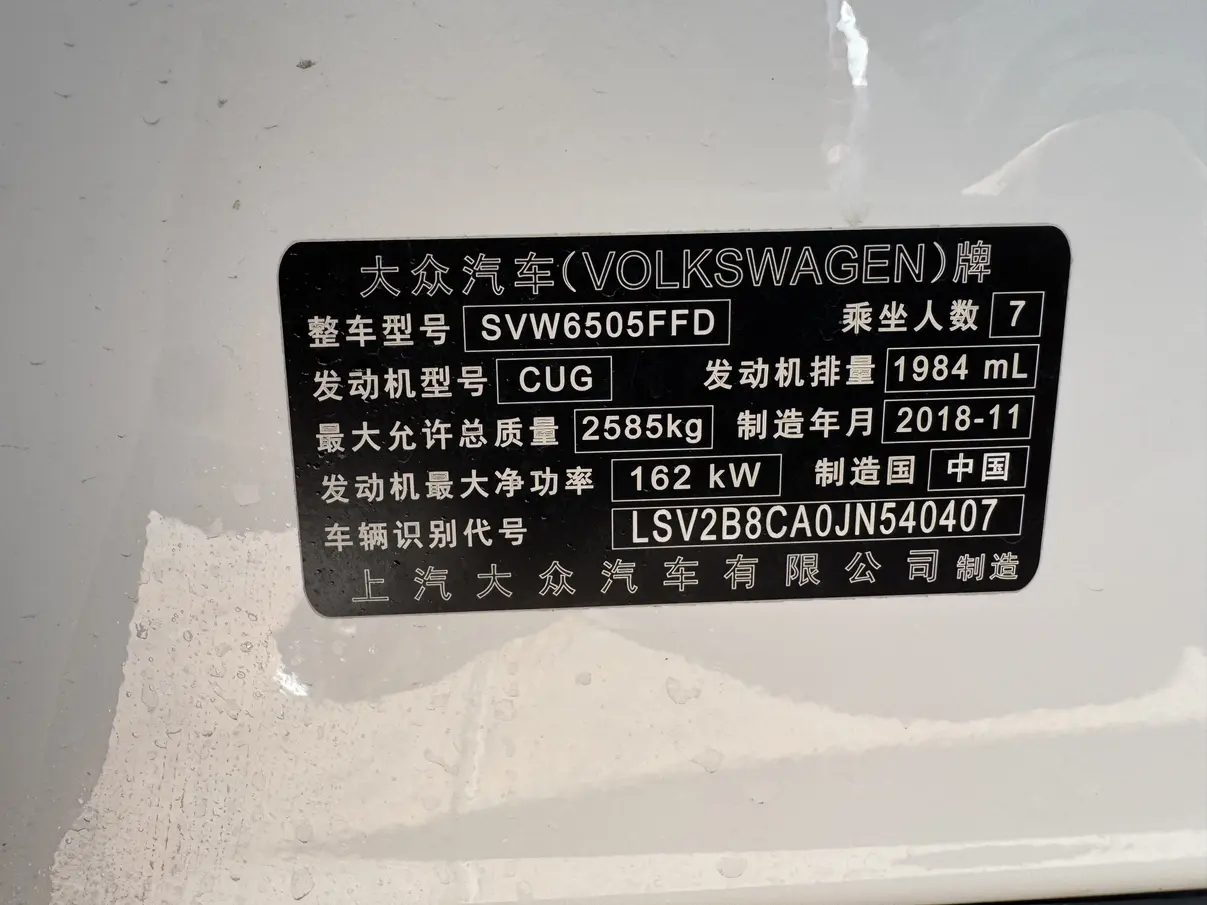 大众汽车(VOLKSWAGEN)牌
整车型号 SVW6505FFD 乘坐人数 7
发动机型号 CUG 发动机排量 1984 mL
最大允许总质量 2585kg 制造年月 2018-11
发动机最大净功率 162 kW 制造国 中国
车辆识别代号 LSV2B8CA0JN540407
上汽大众汽车有限公司 制造